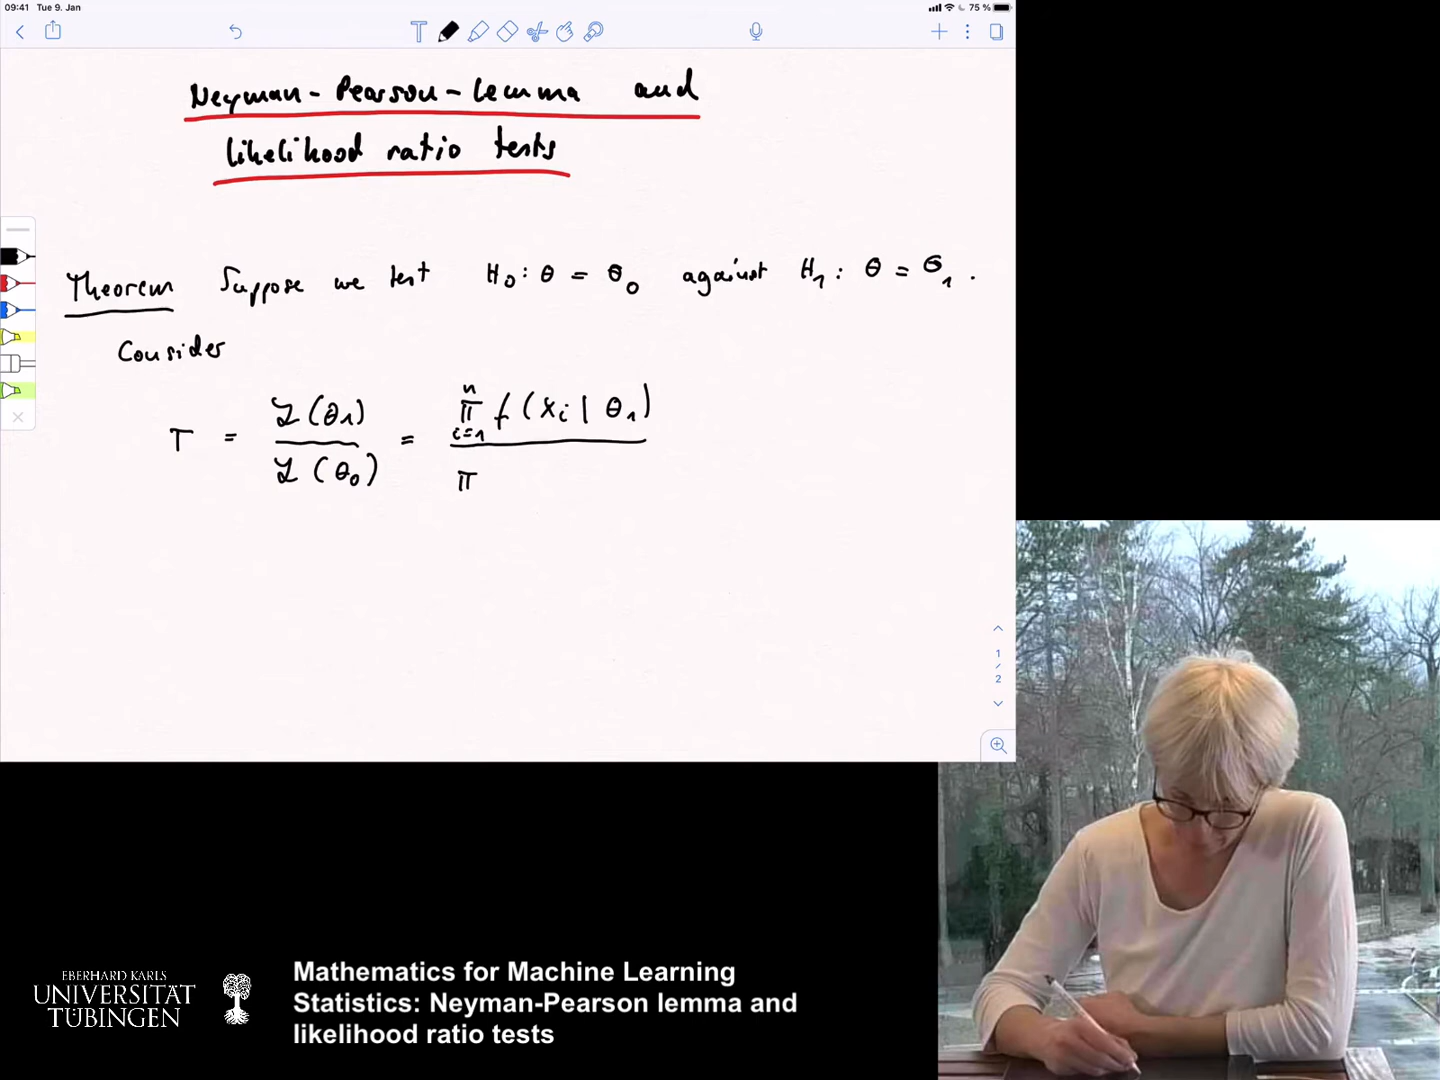 09:41 Tue 9. Jan
75 %
Neyman - Pearson - Lemma and
likelihood ratio tests
Theorem Suppose we test H₀ : θ = θ₀ against H₁ : θ = θ₁ .
Consider
T = ℒ(θ₁) / ℒ(θ₀) = ∏ⁿᵢ₌₁ f(xᵢ | θ₁) / ∏
1
/
2
EBERHARD KARLS
UNIVERSITÄT
TÜBINGEN
Mathematics for Machine Learning
Statistics: Neyman-Pearson lemma and
likelihood ratio tests